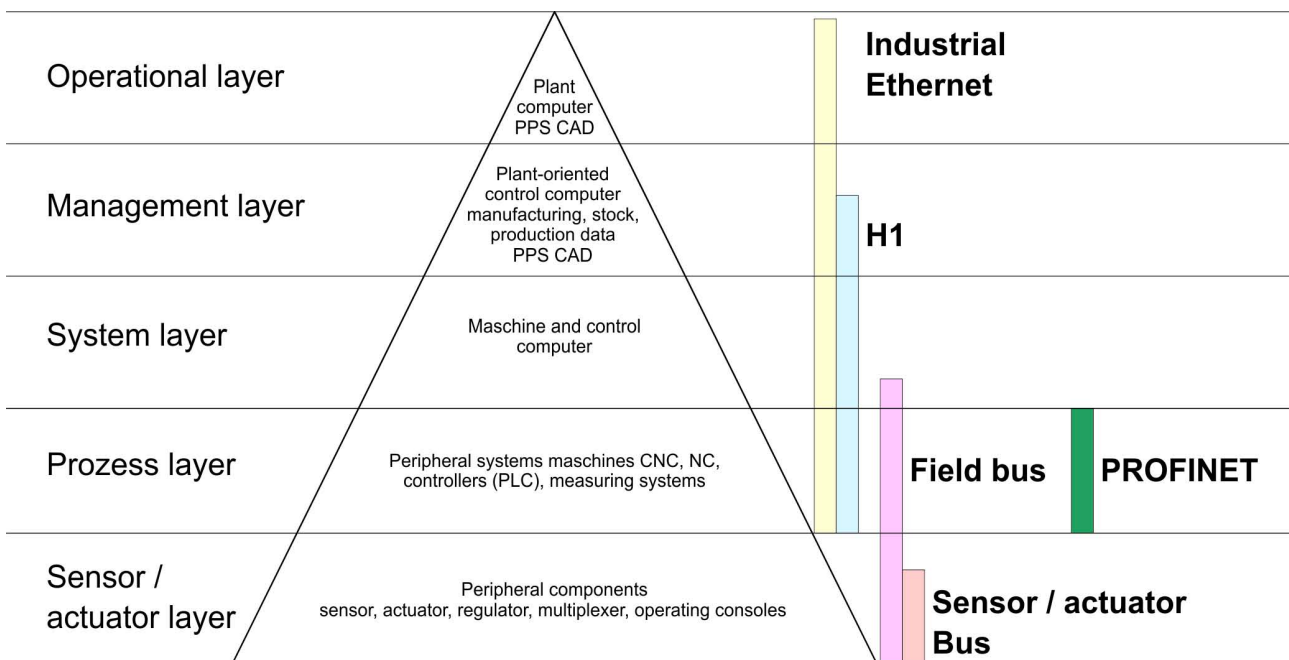 Operational layer
Plant
computer
PPS CAD
Industrial
Ethernet
Management layer
Plant-oriented
control computer
manufacturing, stock,
production data
PPS CAD
H1
System layer
Maschine and control
computer
Prozess layer
Peripheral systems maschines CNC, NC,
controllers (PLC), measuring systems
Field bus
PROFINET
Sensor /
actuator layer
Peripheral components
sensor, actuator, regulator, multiplexer, operating consoles
Sensor / actuator
Bus